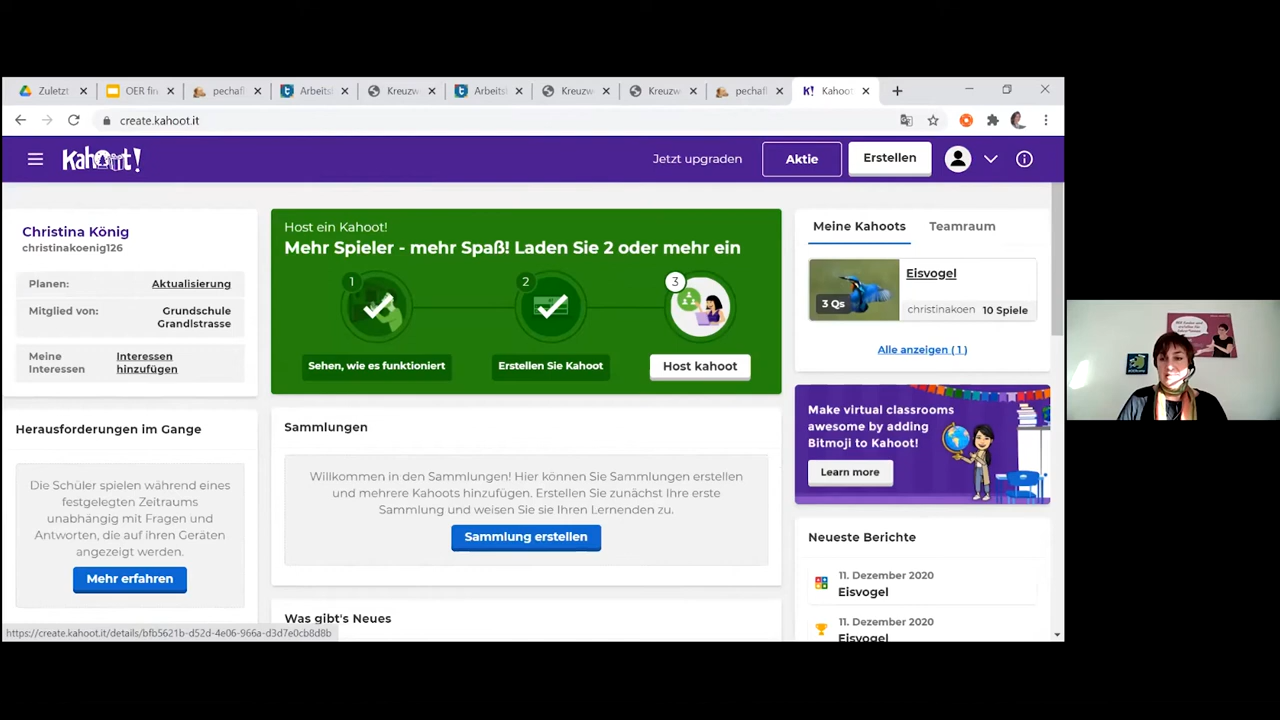 Zuletzt
OER fin
pechafl
Arbeitsl
Kreuzw
Arbeits
Kreuzw
Kreuzw
pechafl
K! Kahoot
create.kahoot.it
Kahoot!
Jetzt upgraden
Aktie
Erstellen
Christina König
christinakoenig126
Planen: Aktualisierung
Mitglied von: Grundschule
Grandlstrasse
Meine
Interessen
Interessen
hinzufügen
Herausforderungen im Gange
Die Schüler spielen während eines
festgelegten Zeitraums
unabhängig mit Fragen und
Antworten, die auf ihren Geräten
angezeigt werden.
Mehr erfahren
Host ein Kahoot!
Mehr Spieler - mehr Spaß! Laden Sie 2 oder mehr ein
1
2
3
Sehen, wie es funktioniert
Erstellen Sie Kahoot
Host kahoot
Sammlungen
Willkommen in den Sammlungen! Hier können Sie Sammlungen erstellen
und mehrere Kahoots hinzufügen. Erstellen Sie zunächst Ihre erste
Sammlung und weisen Sie sie Ihren Lernenden zu.
Sammlung erstellen
Was gibt's Neues
Meine Kahoots
Teamraum
Eisvogel
3 Qs
christinakoen
10 Spiele
Alle anzeigen ( 1 )
Make virtual classrooms
awesome by adding
Bitmoji to Kahoot!
Learn more
Neueste Berichte
11. Dezember 2020
Eisvogel
11. Dezember 2020
Eisvogel
https://create.kahoot.it/details/bfb5621b-d52d-4e06-966a-d3d7e0cb8d8b